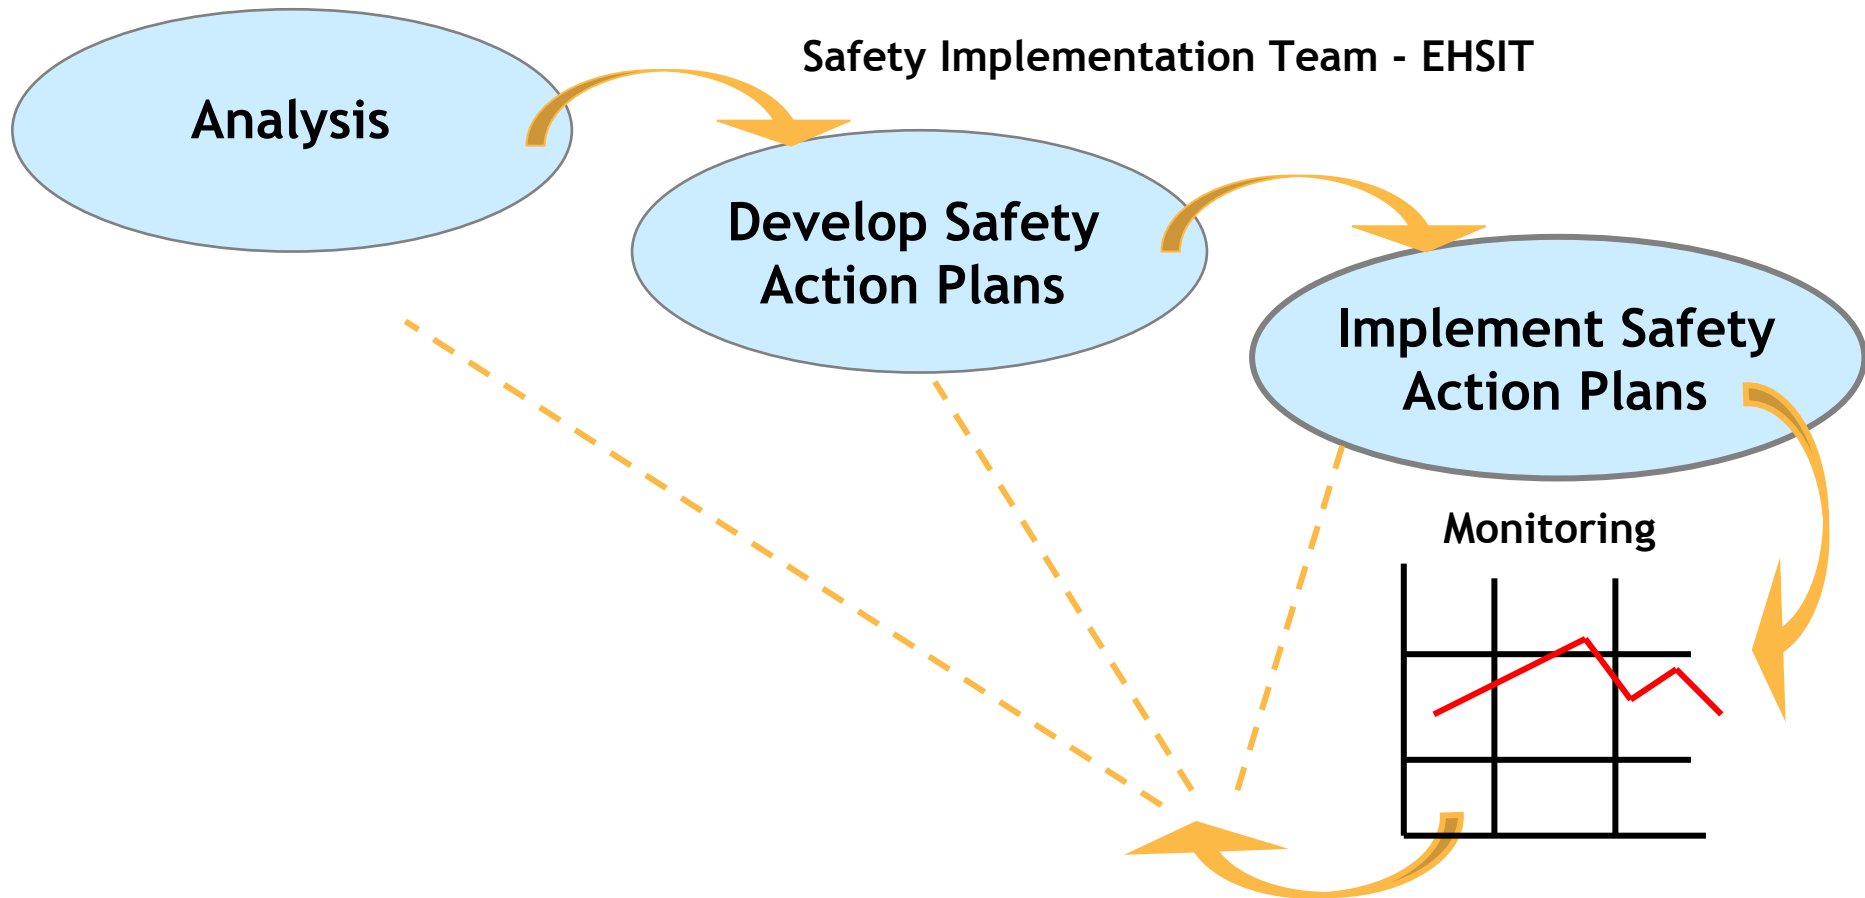 Safety Implementation Team - EHSIT
Analysis
Develop Safety
Action Plans
Implement Safety
Action Plans
Monitoring